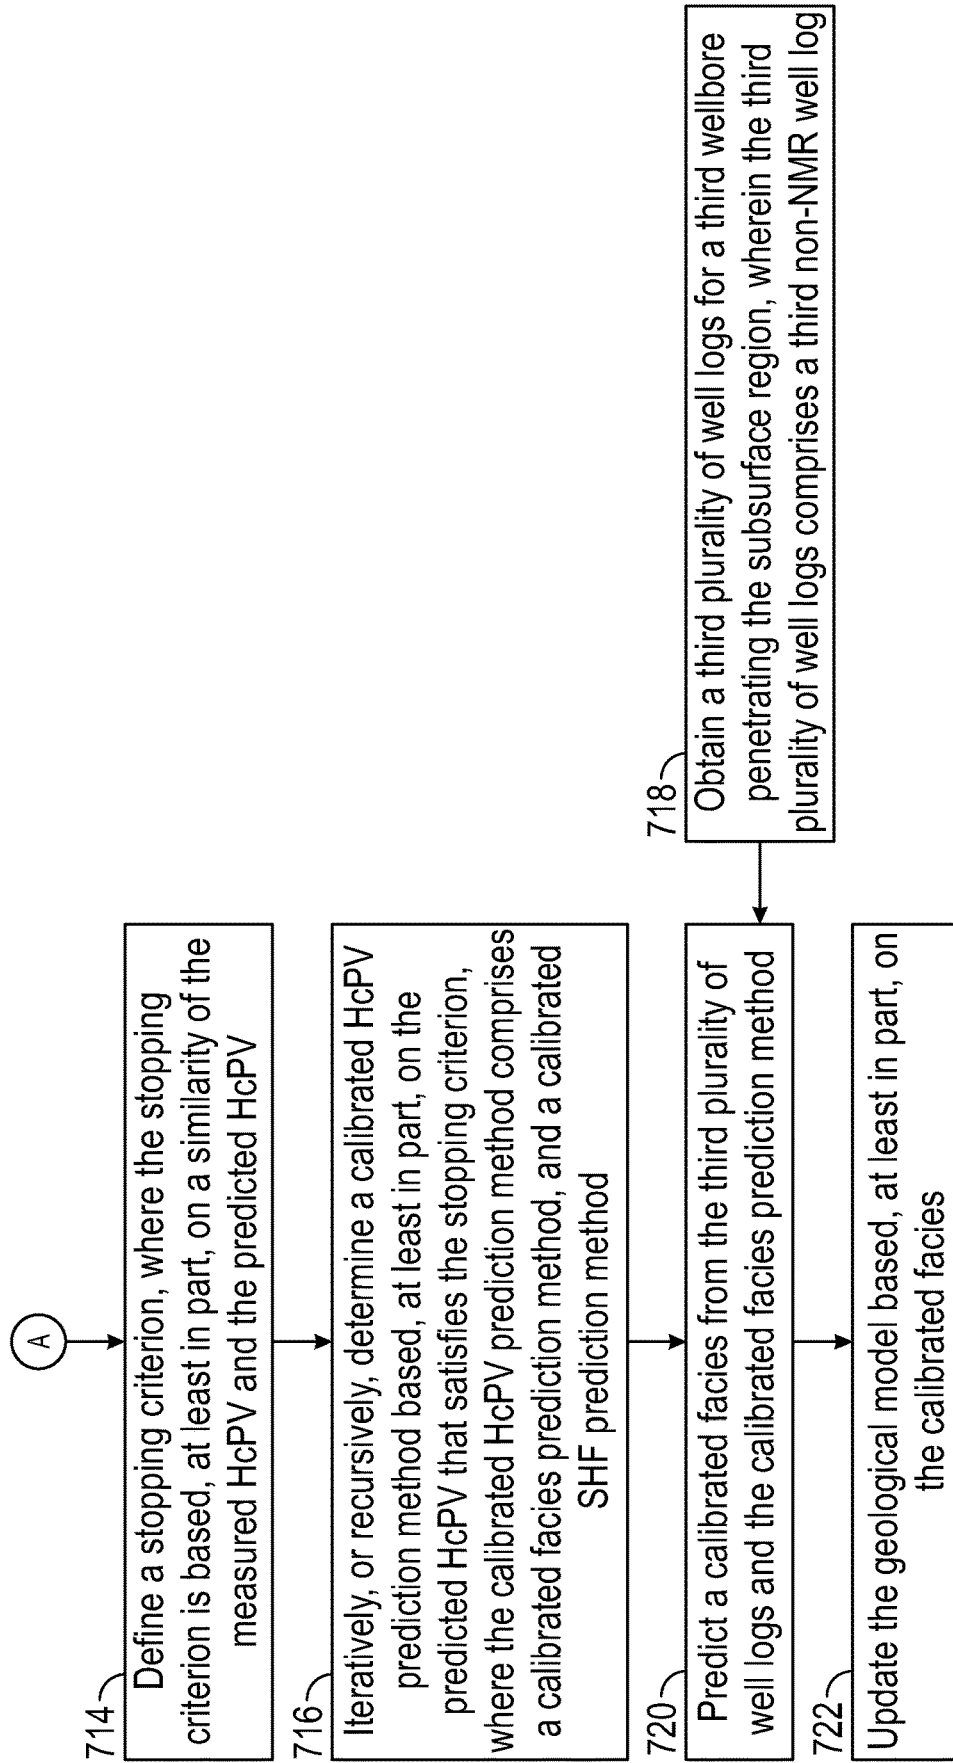 A
714
Define a stopping criterion, where the stopping
criterion is based, at least in part, on a similarity of the
measured HcPV and the predicted HcPV
716
Iteratively, or recursively, determine a calibrated HcPV
prediction method based, at least in part, on the
predicted HcPV that satisfies the stopping criterion,
where the calibrated HcPV prediction method comprises
a calibrated facies prediction method, and a calibrated
SHF prediction method
718
Obtain a third plurality of well logs for a third wellbore
penetrating the subsurface region, wherein the third
plurality of well logs comprises a third non-NMR well log
720
Predict a calibrated facies from the third plurality of
well logs and the calibrated facies prediction method
722
Update the geological model based, at least in part, on
the calibrated facies